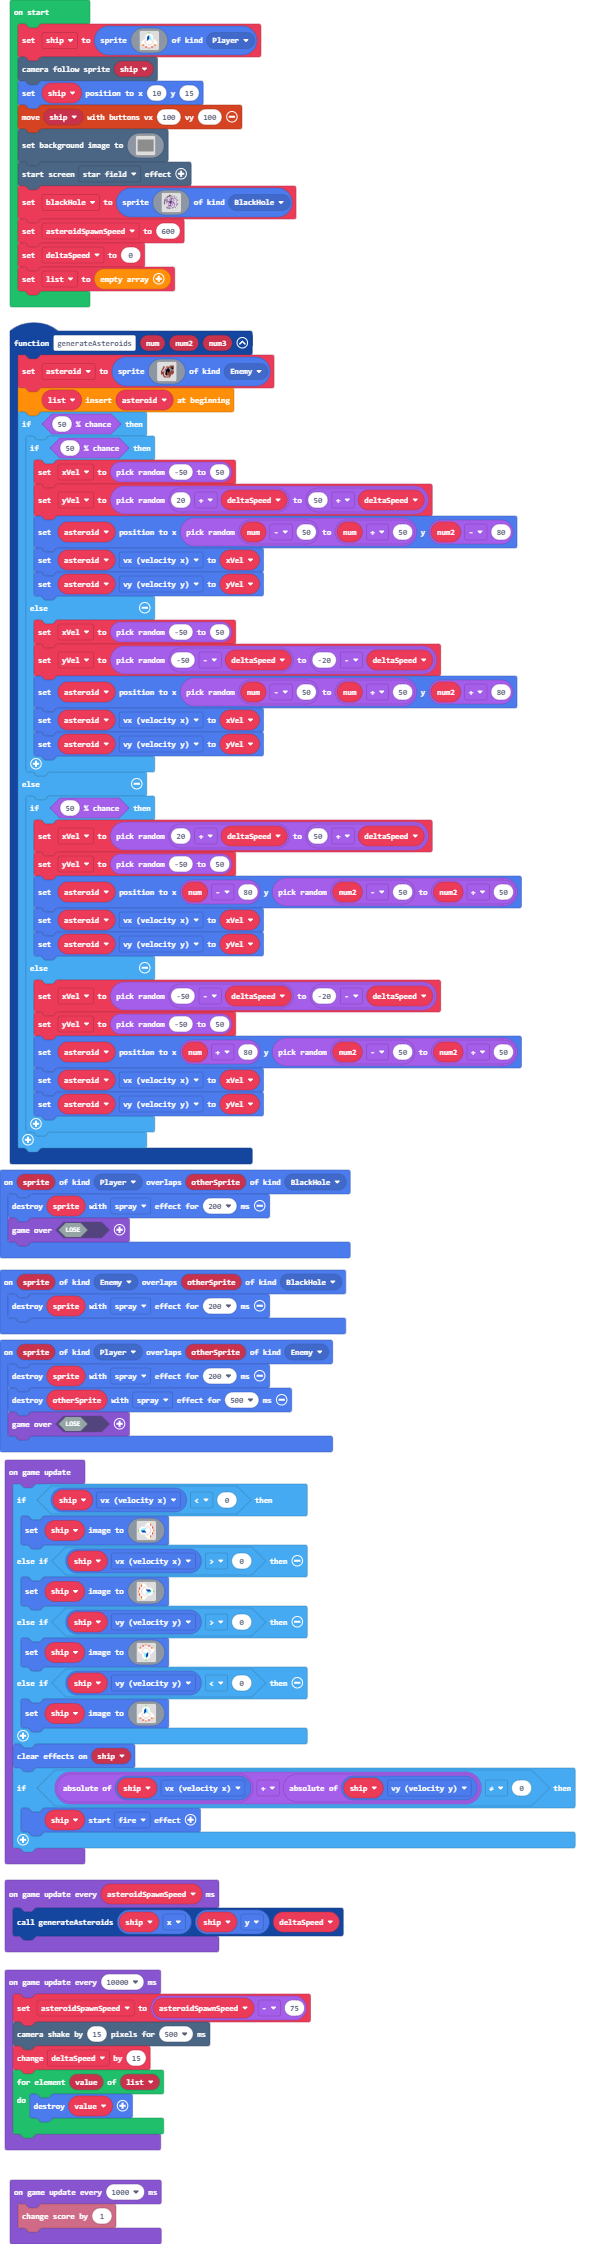 on start
set ship to sprite of kind Player
camera follow sprite ship
set ship position to x 10 y 15
move ship with buttons vx 100 vy 100
set background image to
start screen star field effect
set blackHole to sprite of kind BlackHole
set asteroidSpawnSpeed to 600
set deltaSpeed to 0
set list to empty array
function generateAsteroids num num2 num3
set asteroid to sprite of kind Enemy
list insert asteroid at beginning
if 50 % chance then
if 50 % chance then
set xVel to pick random -50 to 50
set yVel to pick random 20 + deltaSpeed to 50 + deltaSpeed
set asteroid position to x pick random num - 50 to num + 50 y num2 - 80
set asteroid vx (velocity x) to xVel
set asteroid vy (velocity y) to yVel
else
set xVel to pick random -50 to 50
set yVel to pick random -50 - deltaSpeed to -20 - deltaSpeed
set asteroid position to x pick random num - 50 to num + 50 y num2 + 80
set asteroid vx (velocity x) to xVel
set asteroid vy (velocity y) to yVel
else
if 50 % chance then
set xVel to pick random 20 + deltaSpeed to 50 + deltaSpeed
set yVel to pick random -50 to 50
set asteroid position to x num - 80 y pick random num2 - 50 to num2 + 50
set asteroid vx (velocity x) to xVel
set asteroid vy (velocity y) to yVel
else
set xVel to pick random -50 - deltaSpeed to -20 - deltaSpeed
set yVel to pick random -50 to 50
set asteroid position to x num + 80 y pick random num2 - 50 to num2 + 50
set asteroid vx (velocity x) to xVel
set asteroid vy (velocity y) to yVel
on sprite of kind Player overlaps otherSprite of kind BlackHole
destroy sprite with spray effect for 200 ms
game over LOSE
on sprite of kind Enemy overlaps otherSprite of kind BlackHole
destroy sprite with spray effect for 200 ms
on sprite of kind Player overlaps otherSprite of kind Enemy
destroy sprite with spray effect for 200 ms
destroy otherSprite with spray effect for 500 ms
game over LOSE
on game update
if ship vx (velocity x) < 0 then
set ship image to
else if ship vx (velocity x) > 0 then
set ship image to
else if ship vy (velocity y) > 0 then
set ship image to
else if ship vy (velocity y) < 0 then
set ship image to
clear effects on ship
if absolute of ship vx (velocity x) + absolute of ship vy (velocity y) ≠ 0 then
ship start fire effect
on game update every asteroidSpawnSpeed ms
call generateAsteroids ship x ship y deltaSpeed
on game update every 10000 ms
set asteroidSpawnSpeed to asteroidSpawnSpeed - 75
camera shake by 15 pixels for 500 ms
change deltaSpeed by 15
for element value of list
do destroy value
on game update every 1000 ms
change score by 1